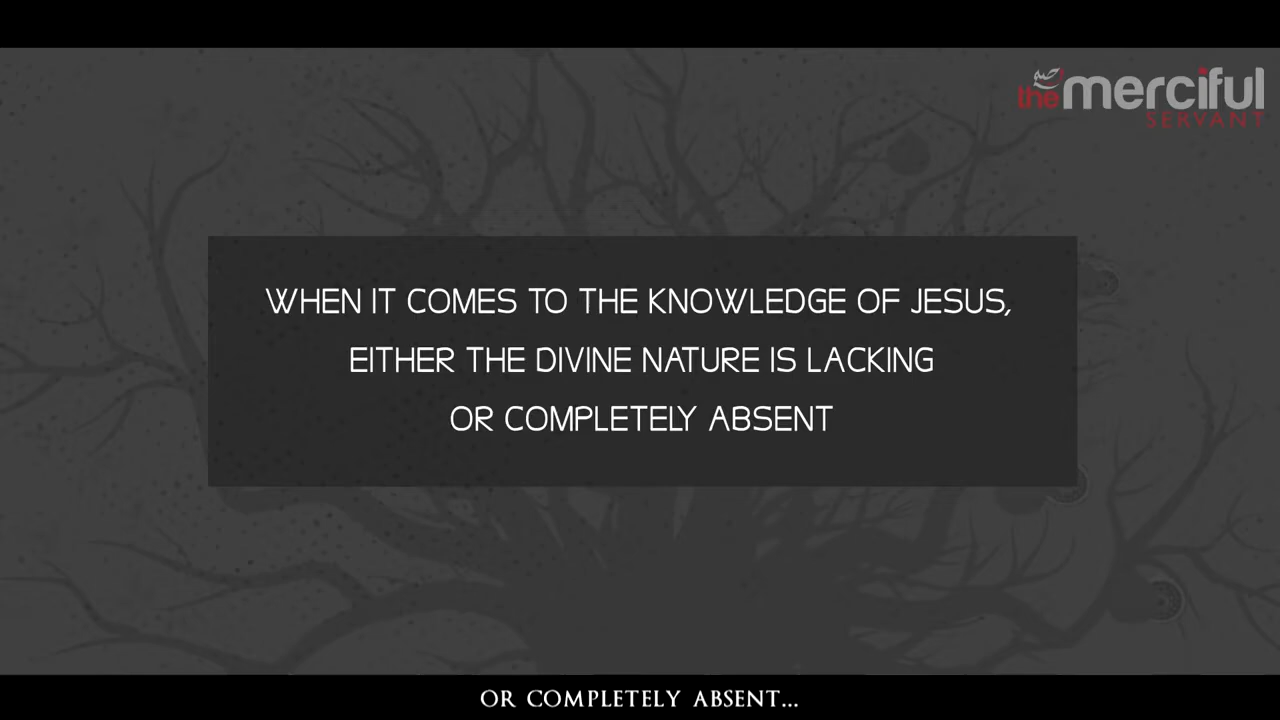 the merciful
SERVANT
WHEN IT COMES TO THE KNOWLEDGE OF JESUS,
EITHER THE DIVINE NATURE IS LACKING
OR COMPLETELY ABSENT
OR COMPLETELY ABSENT...